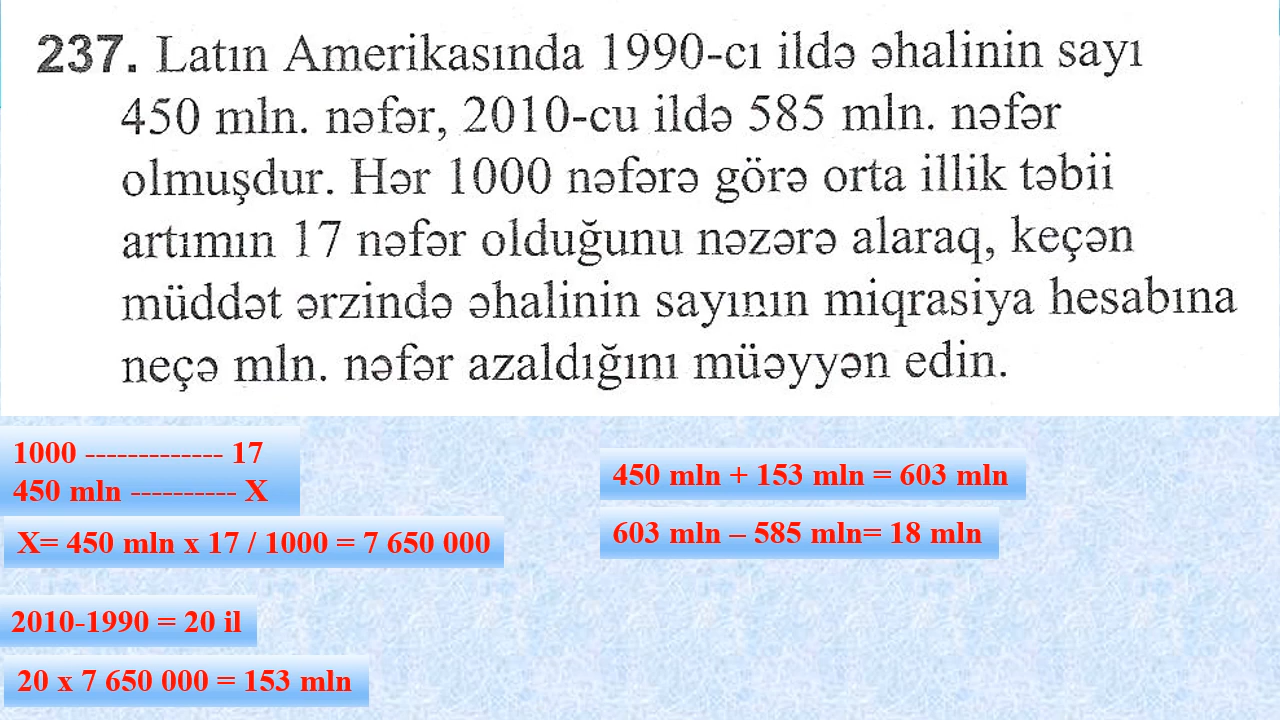 237. Latın Amerikasında 1990-cı ildə əhalinin sayı
450 mln. nəfər, 2010-cu ildə 585 mln. nəfər
olmuşdur. Hər 1000 nəfərə görə orta illik təbii
artımın 17 nəfər olduğunu nəzərə alaraq, keçən
müddət ərzində əhalinin sayının miqrasiya hesabına
neçə mln. nəfər azaldığını müəyyən edin.
1000 ------------- 17
450 mln ---------- X
X= 450 mln x 17 / 1000 = 7 650 000
2010-1990 = 20 il
20 x 7 650 000 = 153 mln
450 mln + 153 mln = 603 mln
603 mln – 585 mln= 18 mln